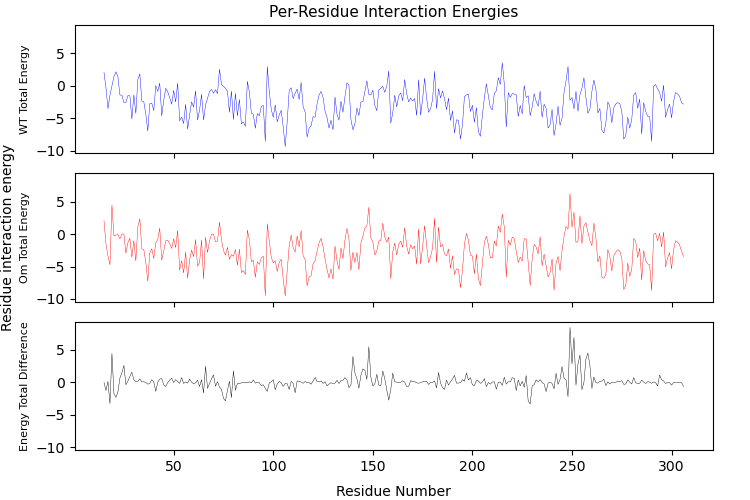 Per-Residue Interaction Energies
Residue interaction energy
WT Total Energy
5
0
−5
−10
Om Total Energy
5
0
−5
−10
Energy Total Difference
5
0
−5
−10
50 100 150 200 250 300
Residue Number